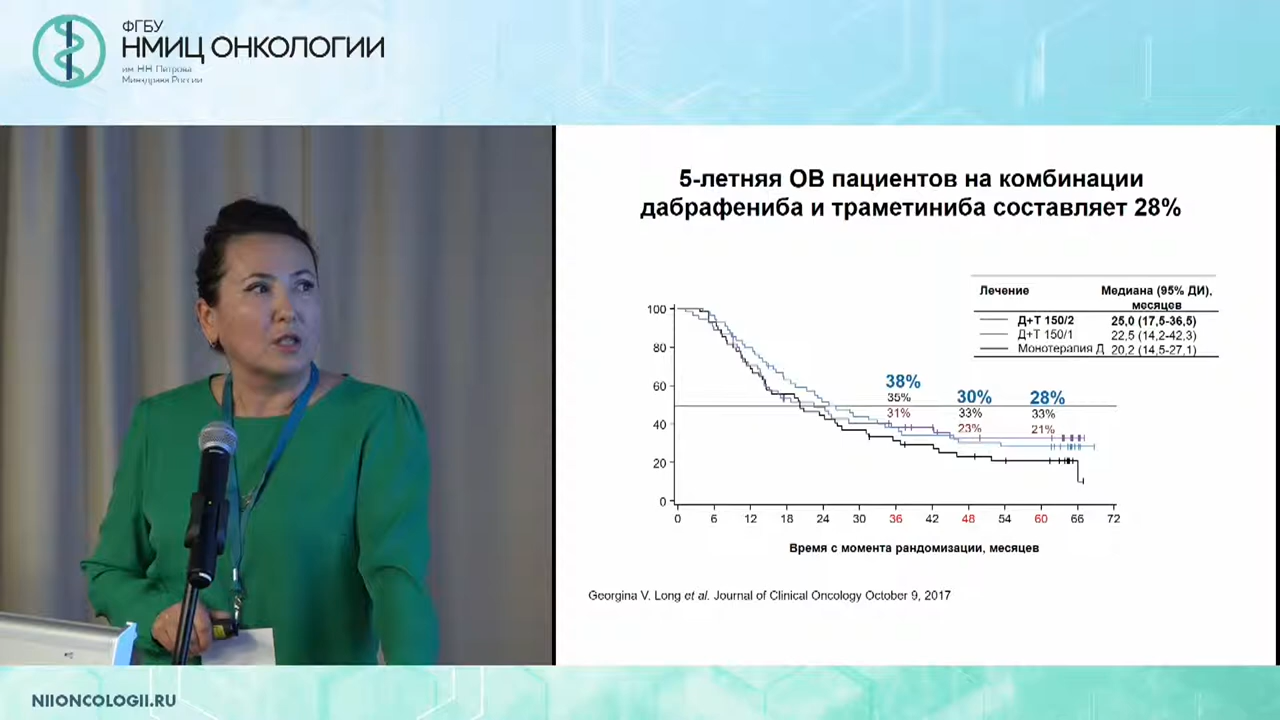 ФГБУ
НМИЦ ОНКОЛОГИИ
им. Н.Н. Петрова
Минздрава России
5-летняя ОВ пациентов на комбинации
дабрафениба и траметиниба составляет 28%
Лечение Медиана (95% ДИ), месяцев
Д+Т 150/2 25,0 (17,5-36,5)
Д+Т 150/1 22,5 (14,2-42,3)
Монотерапия Д 20,2 (14,5-27,1)
100
80
60
40
20
0
38%
35%
31%
30%
33%
23%
28%
33%
21%
0 6 12 18 24 30 36 42 48 54 60 66 72
Время с момента рандомизации, месяцев
Georgina V. Long et al. Journal of Clinical Oncology October 9, 2017
NIIONCOLOGII.RU